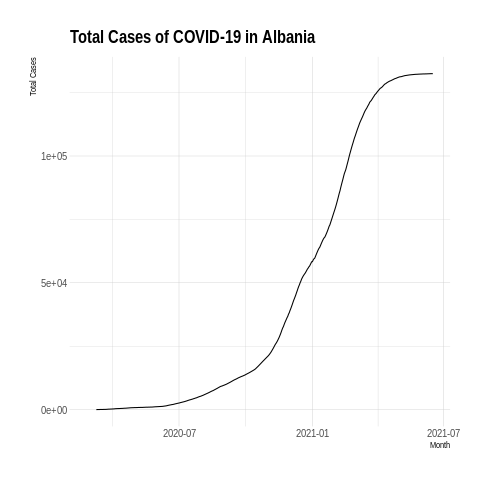 Total Cases of COVID-19 in Albania
Total Cases
1e+05
5e+04
0e+00
2020-07
2021-01
2021-07
Month